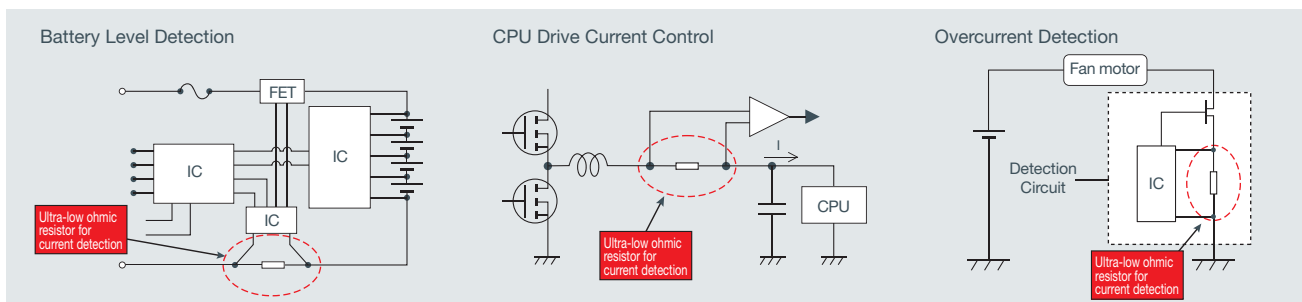 Battery Level Detection
FET
IC
IC
IC
Ultra-low ohmic
resistor for
current detection
CPU Drive Current Control
I
CPU
Ultra-low ohmic
resistor for
current detection
Overcurrent Detection
Fan motor
Detection
Circuit
IC
Ultra-low ohmic
resistor for
current detection